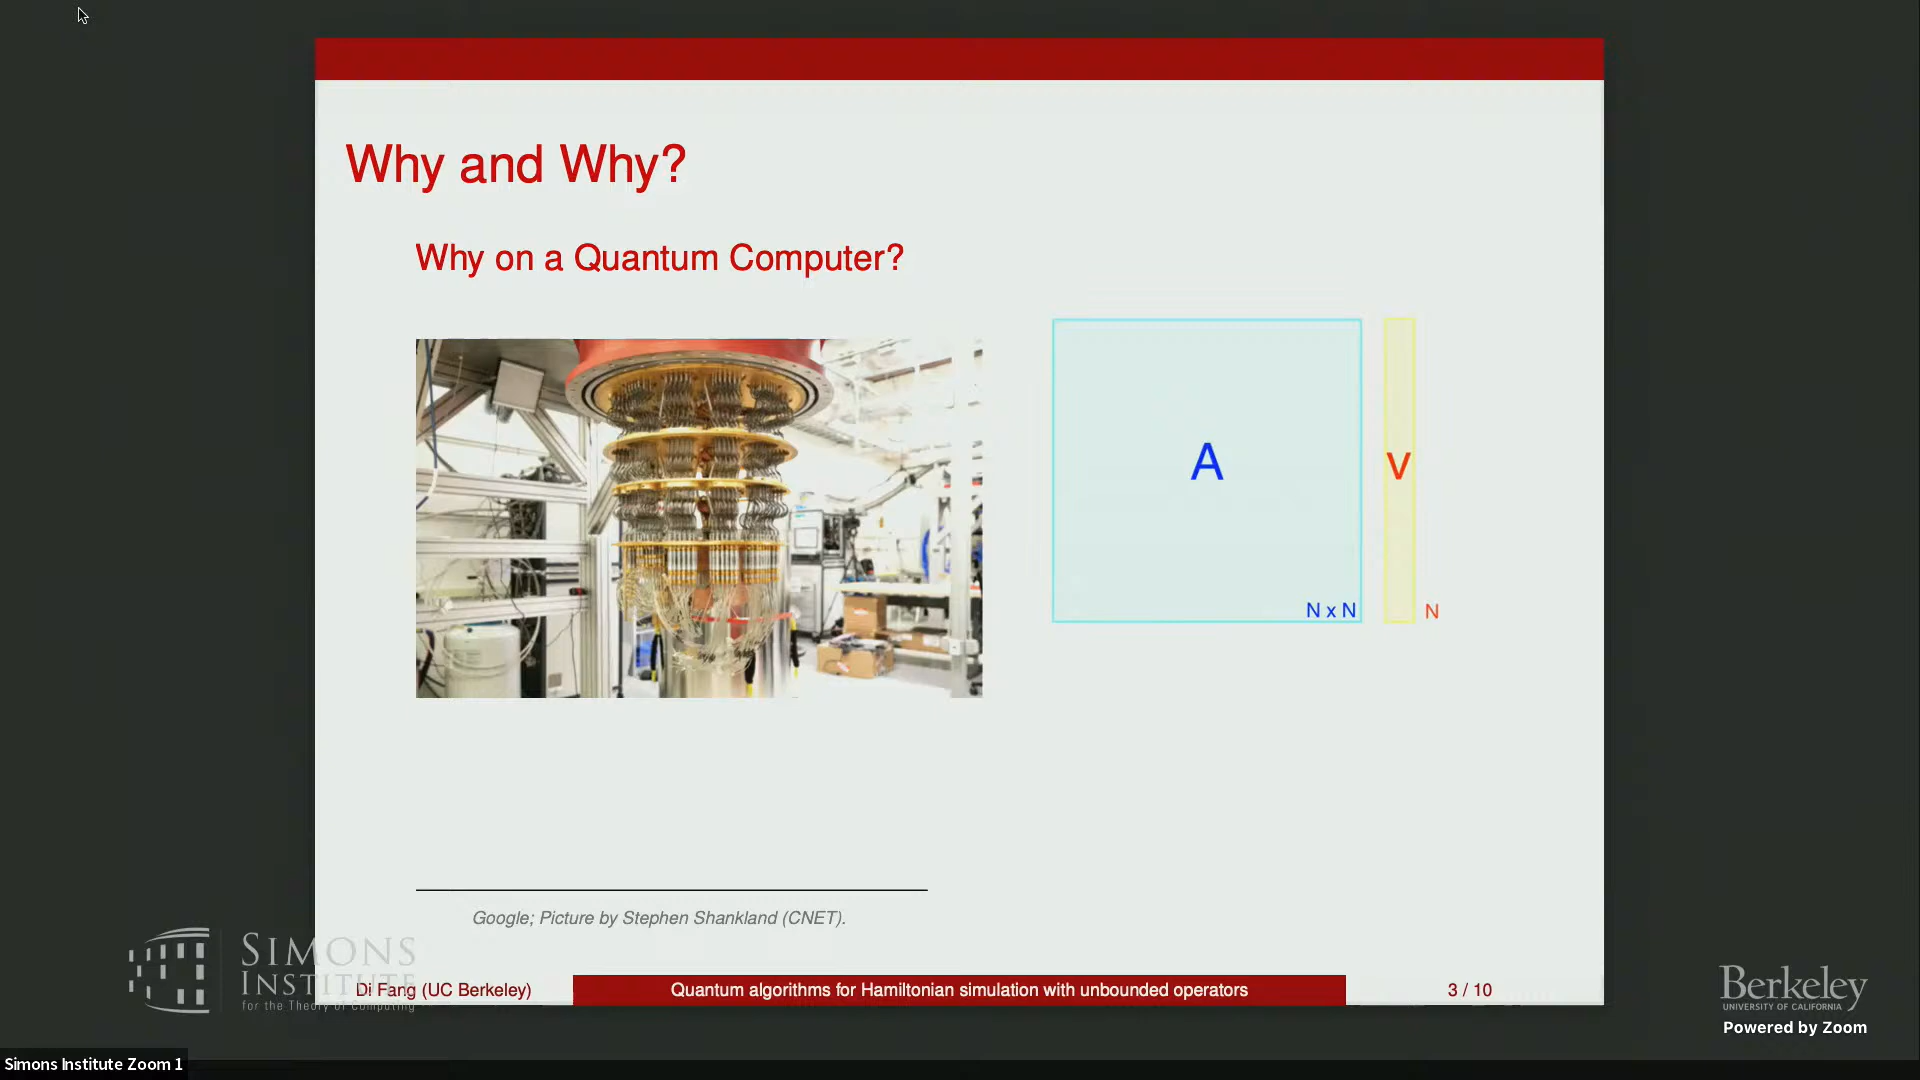 Why and Why?
Why on a Quantum Computer?
A
N x N
v
N
Google; Picture by Stephen Shankland (CNET).
SIMONS
INSTITUTE
for the Theory of Computing
Di Fang (UC Berkeley)
Quantum algorithms for Hamiltonian simulation with unbounded operators
3 / 10
Berkeley
UNIVERSITY OF CALIFORNIA
Powered by Zoom
Simons Institute Zoom 1